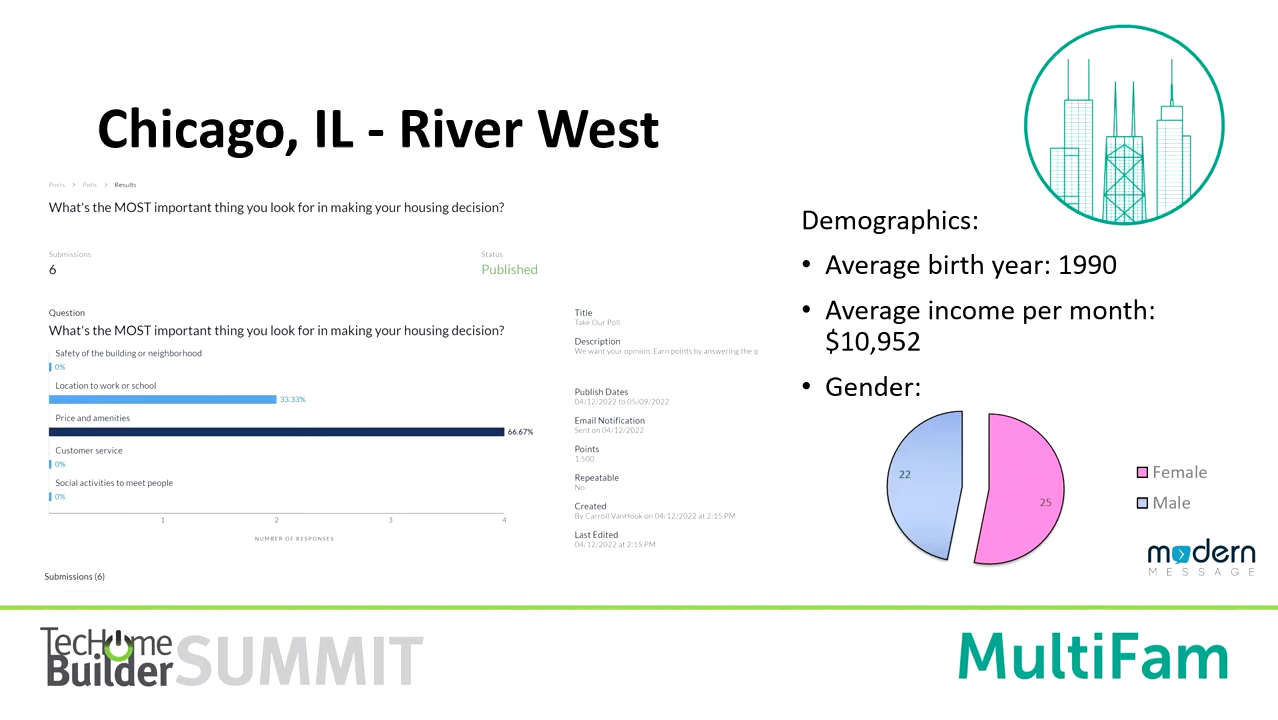 Chicago, IL - River West
Posts > Polls > Results
What's the MOST important thing you look for in making your housing decision?
Submissions
6
Status
Published
Question
What's the MOST important thing you look for in making your housing decision?
Safety of the building or neighborhood
0%
Location to work or school
33.33%
Price and amenities
66.67%
Customer service
0%
Social activities to meet people
0%
1 2 3 4
NUMBER OF RESPONSES
Submissions (6)
Title
Take Our Poll
Description
We want your opinion. Earn points by answering the q
Publish Dates
04/12/2022 to 05/09/2022
Email Notification
Sent on 04/12/2022
Points
1,500
Repeatable
No
Created
By Carroll VanHook on 04/12/2022 at 2:15 PM
Last Edited
04/12/2022 at 2:15 PM
Demographics:
• Average birth year: 1990
• Average income per month:
$10,952
• Gender:
22
25
Female
Male
modern
MESSAGE
TecHome
Builder SUMMIT
MultiFam